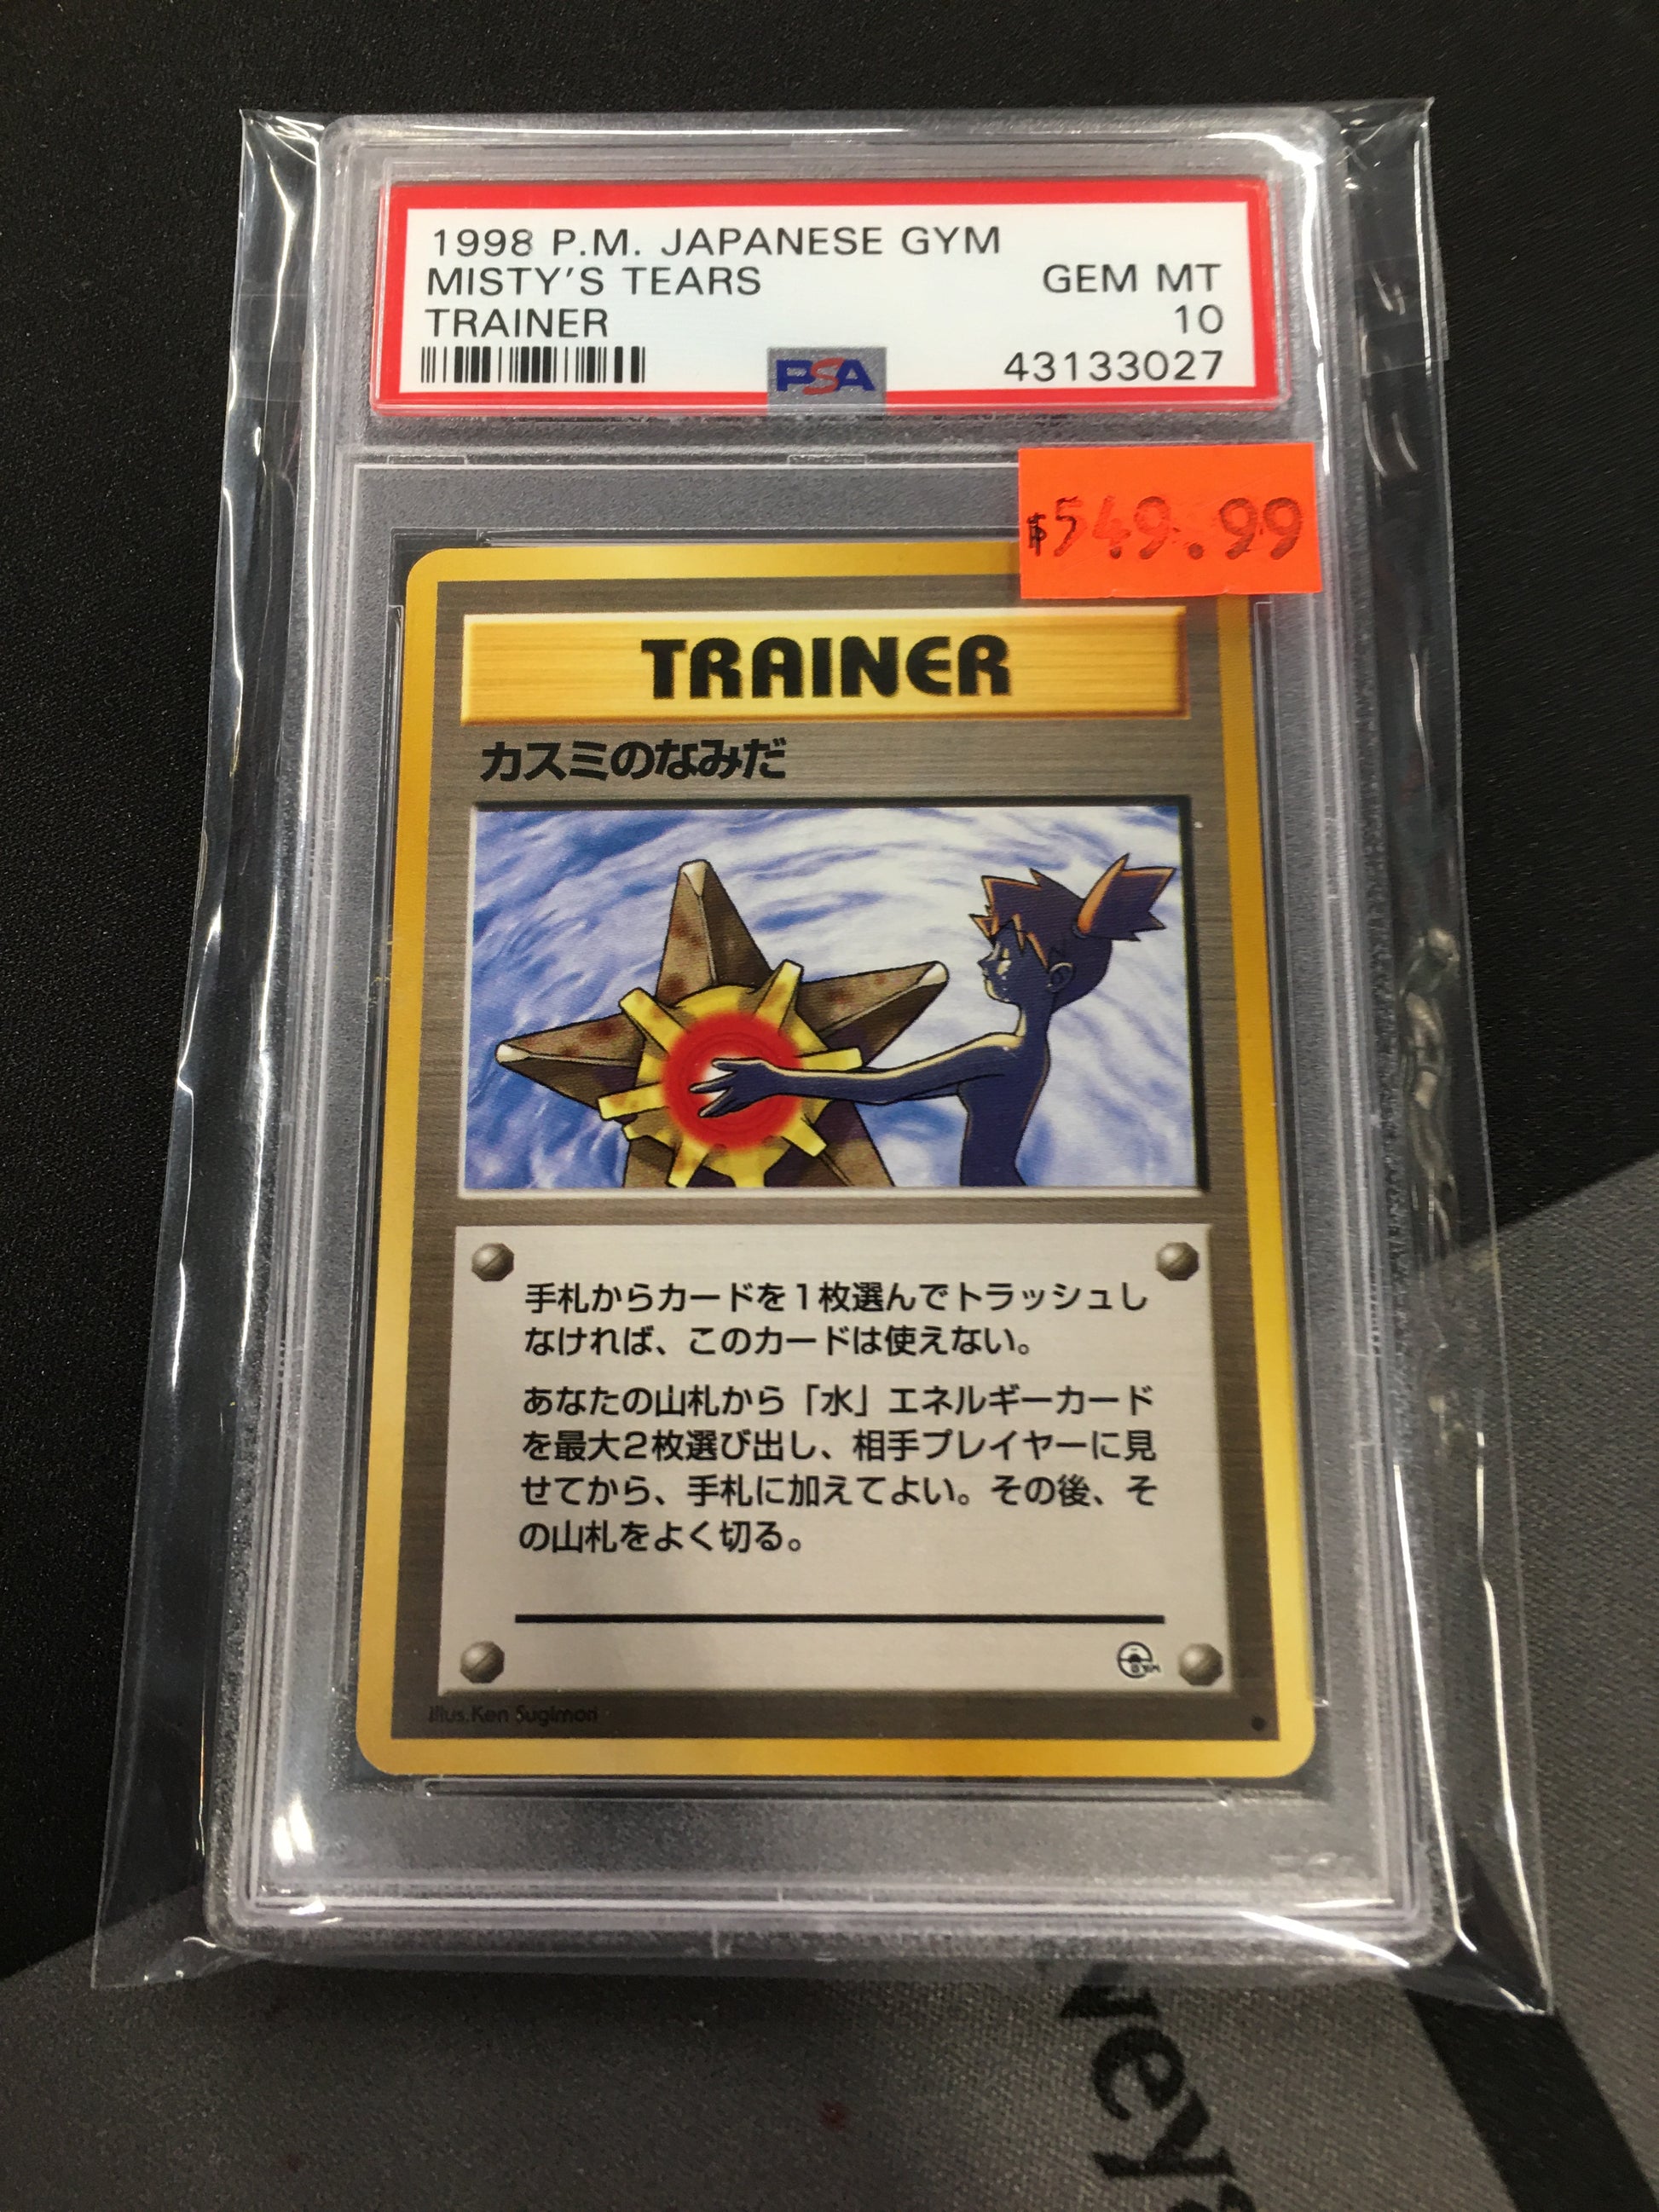 1998 P.M. JAPANESE GYM
MISTY'S TEARS
GEM MT
TRAINER
10
PSA
43133027
$549.99
TRAINER
カスミのなみだ
手札からカードを1枚選んでトラッシュし
なければ、このカードは使えない。
あなたの山札から「水」エネルギーカード
を最大2枚選び出し、相手プレイヤーに見
せてから、手札に加えてよい。その後、そ
の山札をよく切る。
GYM
Illus.Ken Sugimori